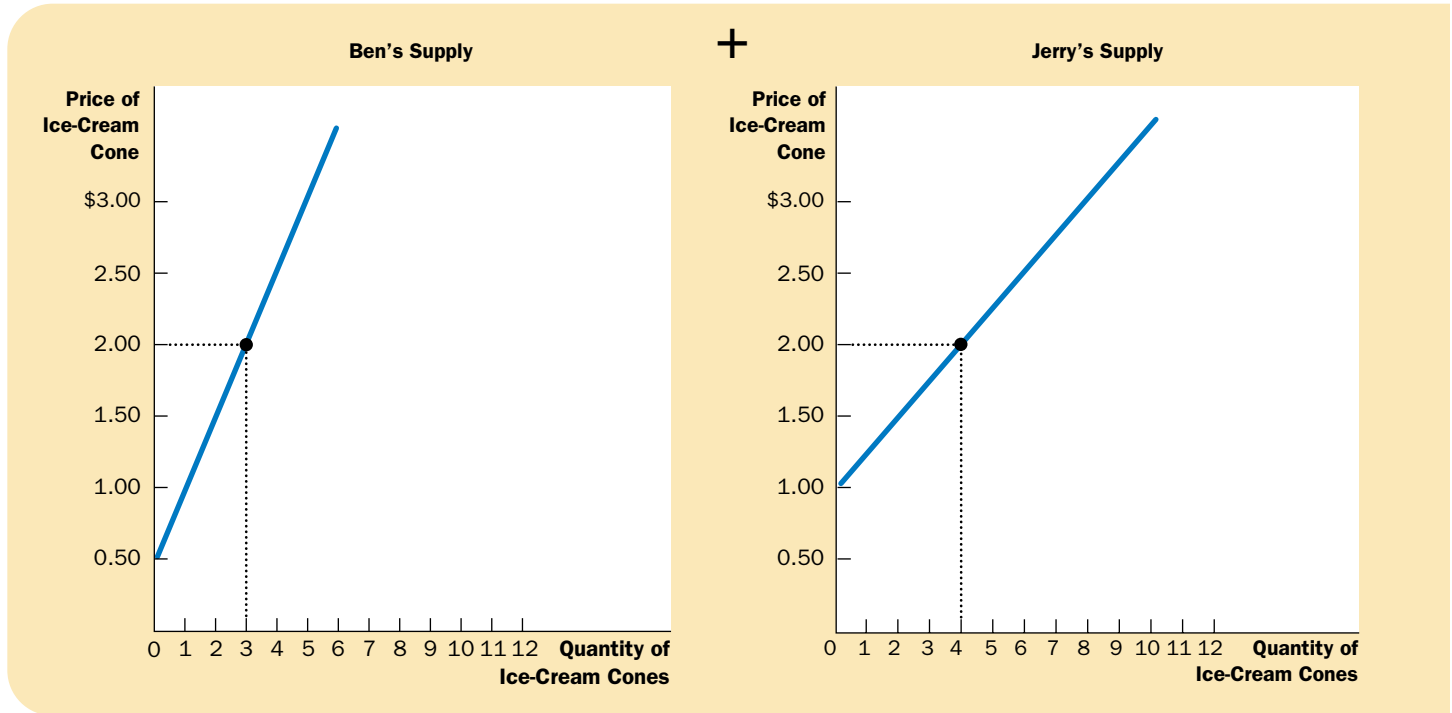 Ben's Supply
+
Jerry's Supply
Price of
Ice-Cream
Cone
$3.00
2.50
2.00
1.50
1.00
0.50
0 1 2 3 4 5 6 7 8 9 10 11 12 Quantity of
Ice-Cream Cones
Price of
Ice-Cream
Cone
$3.00
2.50
2.00
1.50
1.00
0.50
0 1 2 3 4 5 6 7 8 9 10 11 12 Quantity of
Ice-Cream Cones